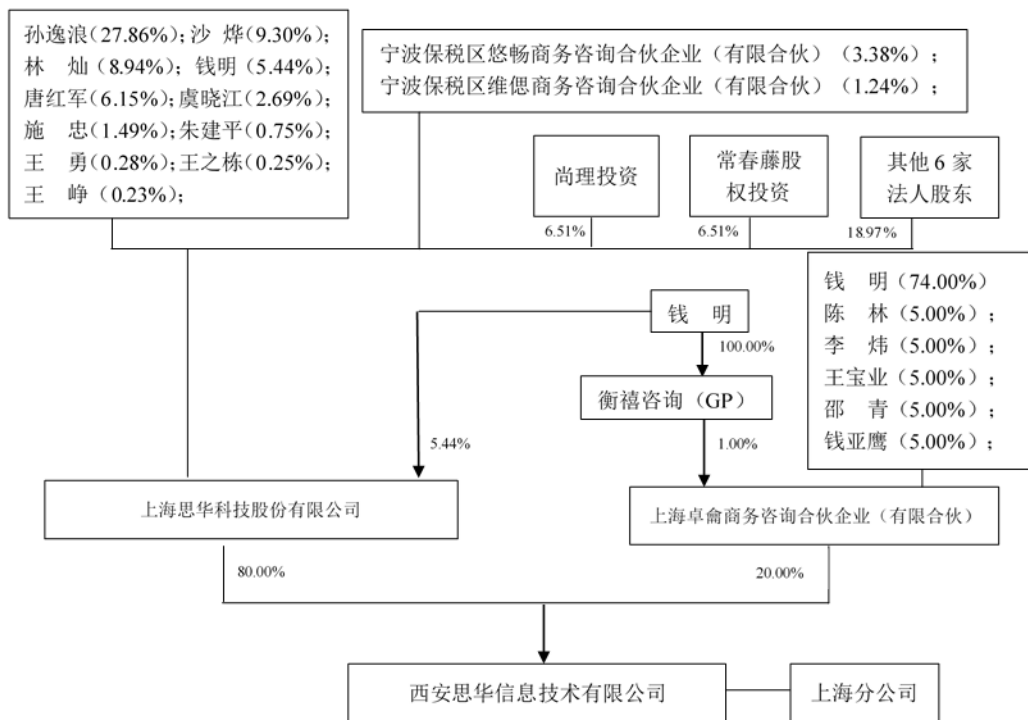 孙逸浪(27.86%); 沙 烨(9.30%);
林 灿(8.94%); 钱明(5.44%);
唐红军(6.15%); 虞晓江(2.69%);
施 忠(1.49%); 朱建平(0.75%);
王 勇(0.28%); 王之栋(0.25%);
王 峥(0.23%);
宁波保税区悠畅商务咨询合伙企业（有限合伙）（3.38%）;
宁波保税区维偲商务咨询合伙企业（有限合伙）（1.24%）;
尚理投资
常春藤股
权投资
其他 6 家
法人股东
6.51%
6.51%
18.97%
钱 明（74.00%）
陈 林（5.00%）;
李 炜（5.00%）;
王宝业（5.00%）;
邵 青（5.00%）;
钱亚鹰（5.00%）;
钱 明
100.00%
衡禧咨询（GP）
5.44%
1.00%
上海思华科技股份有限公司
上海卓龠商务咨询合伙企业（有限合伙）
80.00%
20.00%
西安思华信息技术有限公司
上海分公司